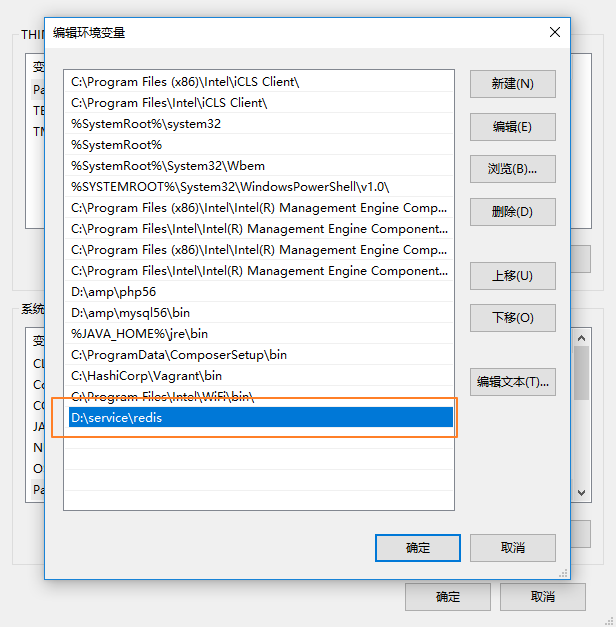 编辑环境变量
THIN
变
Pa
TE
TM
C:\Program Files (x86)\Intel\iCLS Client\
C:\Program Files\Intel\iCLS Client\
%SystemRoot%\system32
%SystemRoot%
%SystemRoot%\System32\Wbem
%SYSTEMROOT%\System32\WindowsPowerShell\v1.0\
C:\Program Files (x86)\Intel\Intel(R) Management Engine Comp...
C:\Program Files\Intel\Intel(R) Management Engine Component...
C:\Program Files (x86)\Intel\Intel(R) Management Engine Comp...
C:\Program Files\Intel\Intel(R) Management Engine Component...
D:\amp\php56
D:\amp\mysql56\bin
%JAVA_HOME%\jre\bin
C:\ProgramData\ComposerSetup\bin
C:\HashiCorp\Vagrant\bin
C:\Program Files\Intel\WiFi\bin\
D:\service\redis
新建(N)
编辑(E)
浏览(B)...
删除(D)
上移(U)
下移(O)
编辑文本(T)...
系统
变
CL
Co
CO
JA
N
O
Pa
确定
取消
确定
取消